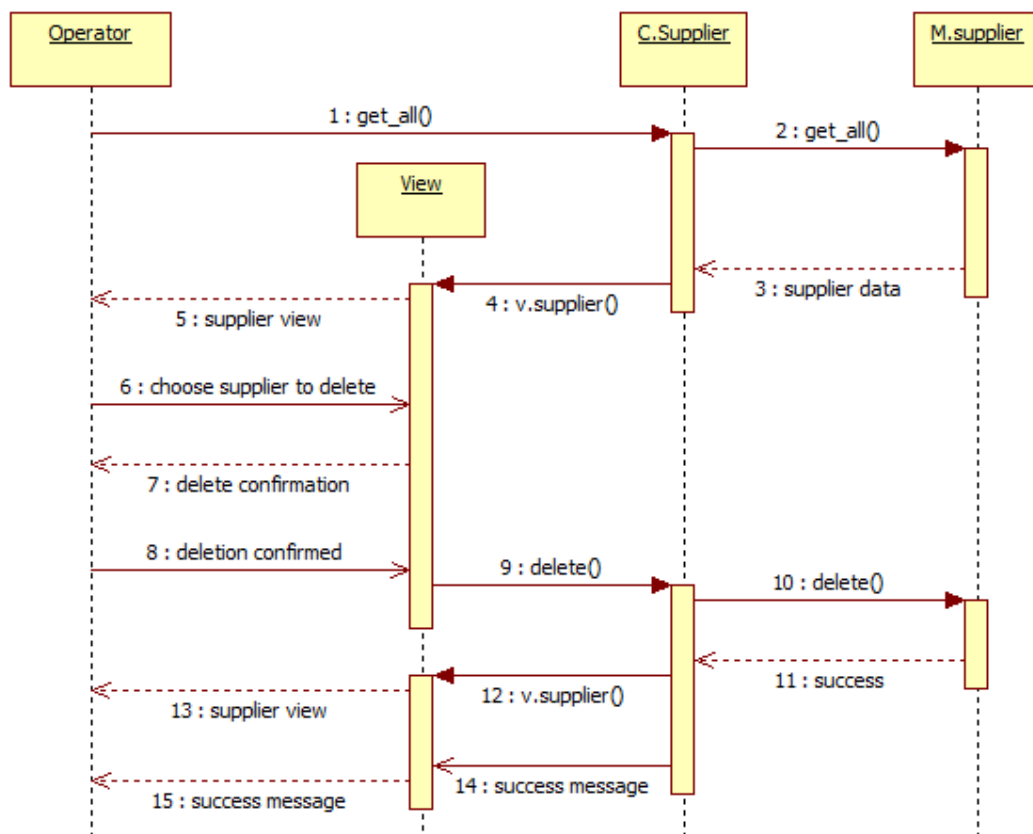 Operator
C.Supplier
M.supplier
1 : get_all()
2 : get_all()
View
3 : supplier data
4 : v.supplier()
5 : supplier view
6 : choose supplier to delete
7 : delete confirmation
8 : deletion confirmed
9 : delete()
10 : delete()
11 : success
12 : v.supplier()
13 : supplier view
14 : success message
15 : success message